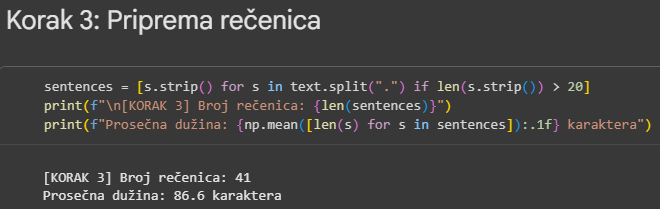 Korak 3: Priprema rečenica
sentences = [s.strip() for s in text.split(".") if len(s.strip()) > 20]
print(f"\n[KORAK 3] Broj rečenica: {len(sentences)}")
print(f"Prosečna dužina: {np.mean([len(s) for s in sentences]):.1f} karaktera")
[KORAK 3] Broj rečenica: 41
Prosečna dužina: 86.6 karaktera